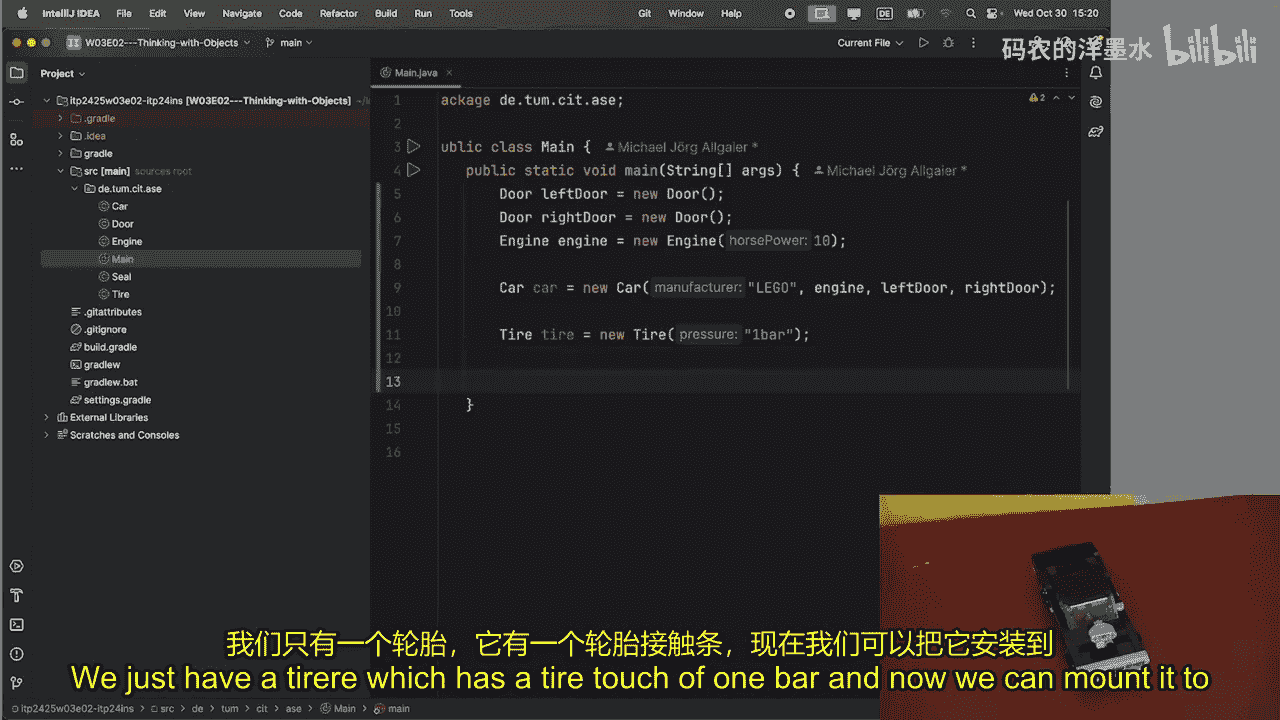 IntelliJ IDEA File Edit View Navigate Code Refactor Build Run Tools Git Window Help DE Wed Oct 30 15:20
W03E02---Thinking-with-Objects main Current File
码农的洋墨水 bilibili
Project
Main.java
itp2425w03e02-itp24ins [W03E02---Thinking-with-Objects]
.gradle
.idea
gradle
src [main] sources root
de.tum.cit.ase
Car
Door
Engine
Main
Seal
Tire
.gitattributes
.gitignore
build.gradle
gradlew
gradlew.bat
settings.gradle
External Libraries
Scratches and Consoles
1 ackage de.tum.cit.ase; 2
2
3 ublic class Main { Michael Jörg Allgaier *
4 public static void main(String[] args) { Michael Jörg Allgaier *
5 Door leftDoor = new Door();
6 Door rightDoor = new Door();
7 Engine engine = new Engine( horsePower: 10);
8
9 Car car = new Car( manufacturer: "LEGO", engine, leftDoor, rightDoor);
10
11 Tire tire = new Tire( pressure: "1bar");
12
13
14 }
15
16
我们只有一个轮胎，它有一个轮胎接触条，现在我们可以把它安装到
We just have a tirere which has a tire touch of one bar and now we can mount it to
itp2425w03e02-itp24ins > src > de > tum > cit > ase > Main > main